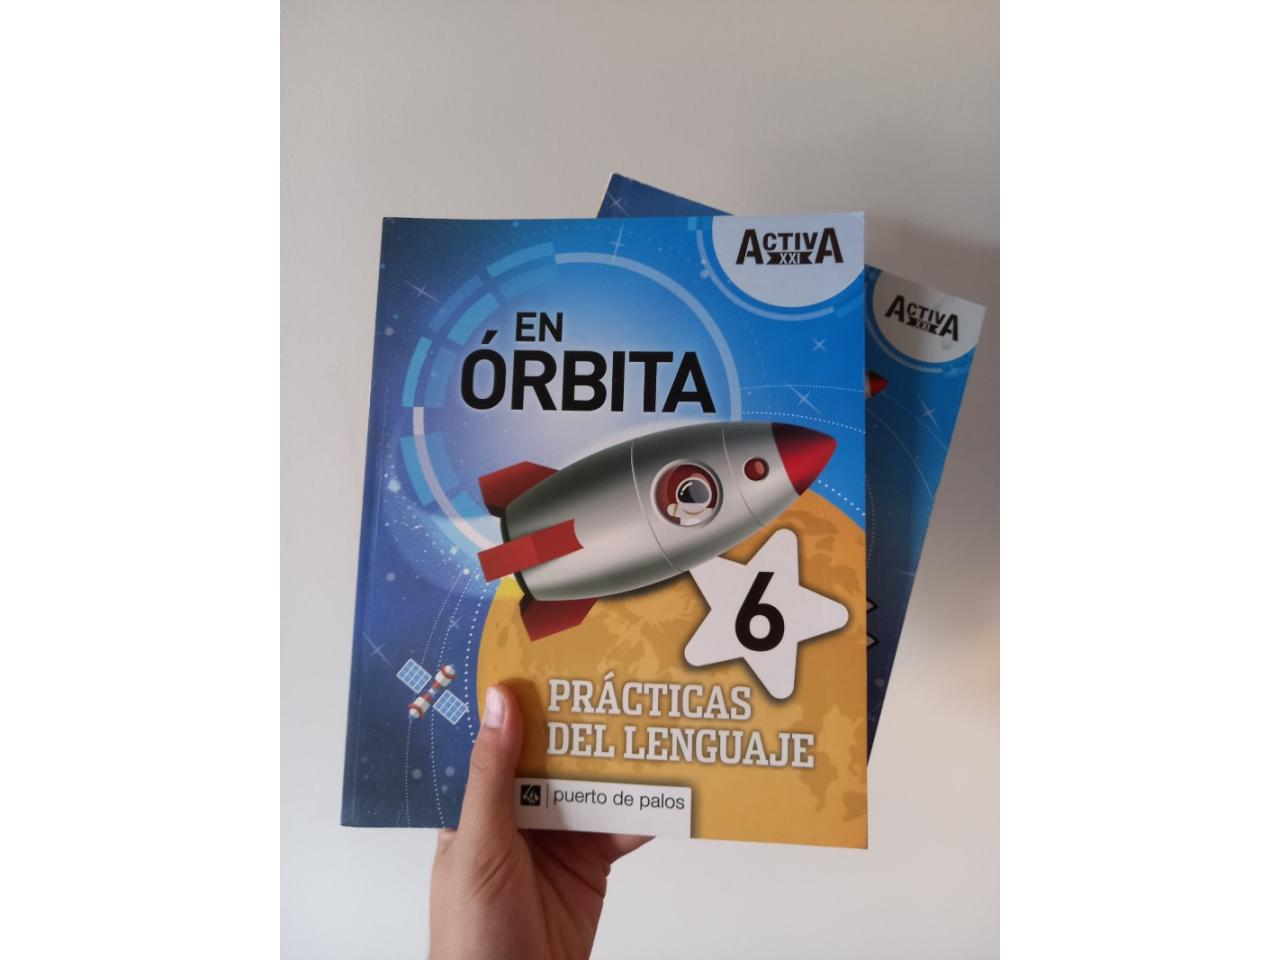 ACTIVA
XXI
EN
ÓRBITA
6
PRÁCTICAS
DEL LENGUAJE
puerto de palos
ACTIVA
XXI